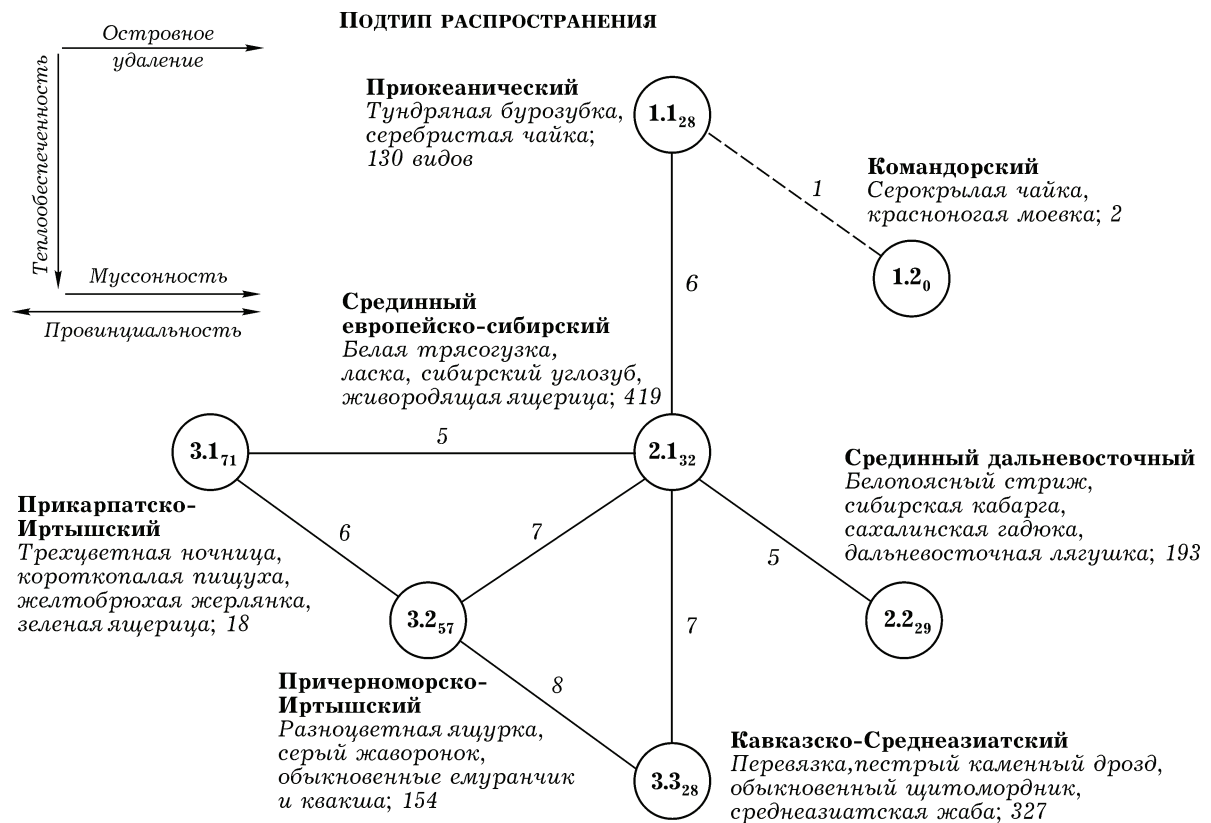 ПОДТИП РАСПРОСТРАНЕНИЯ
Островное
удаление
Теплообеспеченность
Муссонность
Провинциальность
Приокеанический
Тундряная бурозубка,
серебристая чайка;
130 видов
1.1₂₈
1
Командорский
Серокрылая чайка,
красноногая моевка; 2
1.2₀
6
Срединный
европейско-сибирский
Белая трясогузка,
ласка, сибирский углозуб,
живородящая ящерица; 419
5
3.1₇₁
2.1₃₂
Срединный дальневосточный
Белопоясный стриж,
сибирская кабарга,
сахалинская гадюка,
дальневосточная лягушка; 193
Прикарпатско-
Иртышский
Трехцветная ночница,
короткопалая пищуха,
желтобрюхая жерлянка,
зеленая ящерица; 18
6
7
5
3.2₅₇
7
2.2₂₉
Причерноморско-
Иртышский
Разноцветная ящурка,
серый жаворонок,
обыкновенные емуранчик
и квакша; 154
8
3.3₂₈
Кавказско-Среднеазиатский
Перевязка,пестрый каменный дрозд,
обыкновенный щитомордник,
среднеазиатская жаба; 327